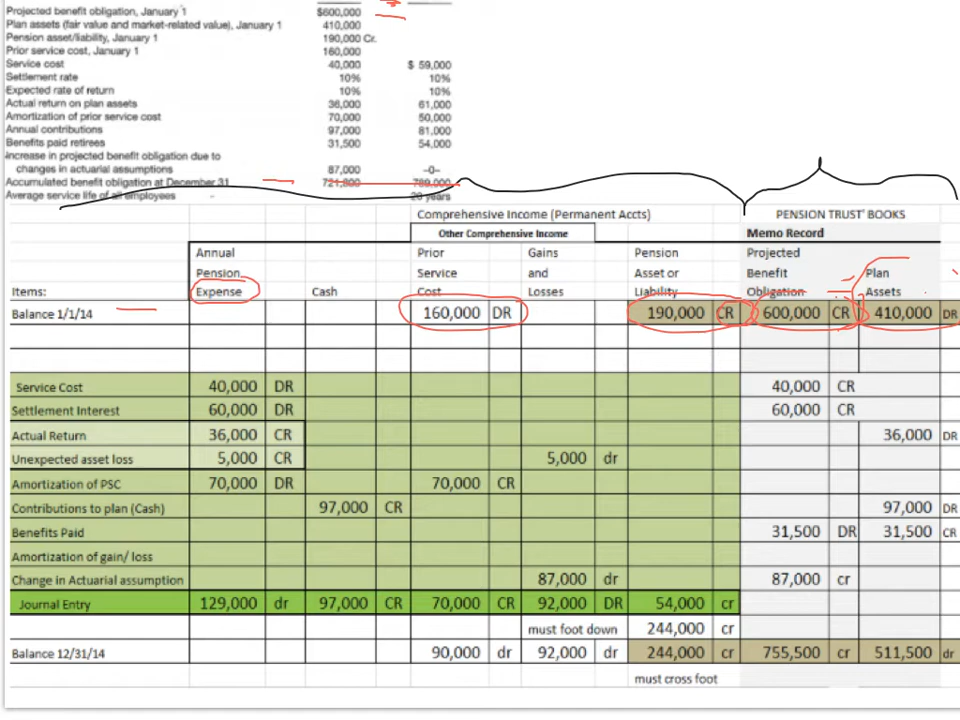 Projected benefit obligation, January 1 $600,000
Plan assets (fair value and market-related value), January 1 410,000
Pension asset/liability, January 1 190,000 Cr.
Prior service cost, January 1 160,000
Service cost 40,000 $ 59,000
Settlement rate 10% 10%
Expected rate of return 10% 10%
Actual return on plan assets 36,000 61,000
Amortization of prior service cost 70,000 50,000
Annual contributions 97,000 81,000
Benefits paid retirees 31,500 54,000
Increase in projected benefit obligation due to
changes in actuarial assumptions 87,000 –0–
Accumulated benefit obligation at December 31 721,800 789,000
Average service life of all employees - 20 years
Comprehensive Income (Permanent Accts) PENSION TRUST' BOOKS
Other Comprehensive Income Memo Record
Annual Prior Gains Pension Projected
Pension Service and Asset or Benefit Plan
Items: Expense Cash Cost Losses Liability Obligation Assets
Balance 1/1/14 160,000 DR 190,000 CR 600,000 CR 410,000 DR
Service Cost 40,000 DR 40,000 CR
Settlement Interest 60,000 DR 60,000 CR
Actual Return 36,000 CR 36,000 DR
Unexpected asset loss 5,000 CR 5,000 dr
Amortization of PSC 70,000 DR 70,000 CR
Contributions to plan (Cash) 97,000 CR 97,000 DR
Benefits Paid 31,500 DR 31,500 CR
Amortization of gain/ loss
Change in Actuarial assumption 87,000 dr 87,000 cr
Journal Entry 129,000 dr 97,000 CR 70,000 CR 92,000 DR 54,000 cr
must foot down 244,000 cr
Balance 12/31/14 90,000 dr 92,000 dr 244,000 cr 755,500 cr 511,500 dr
must cross foot